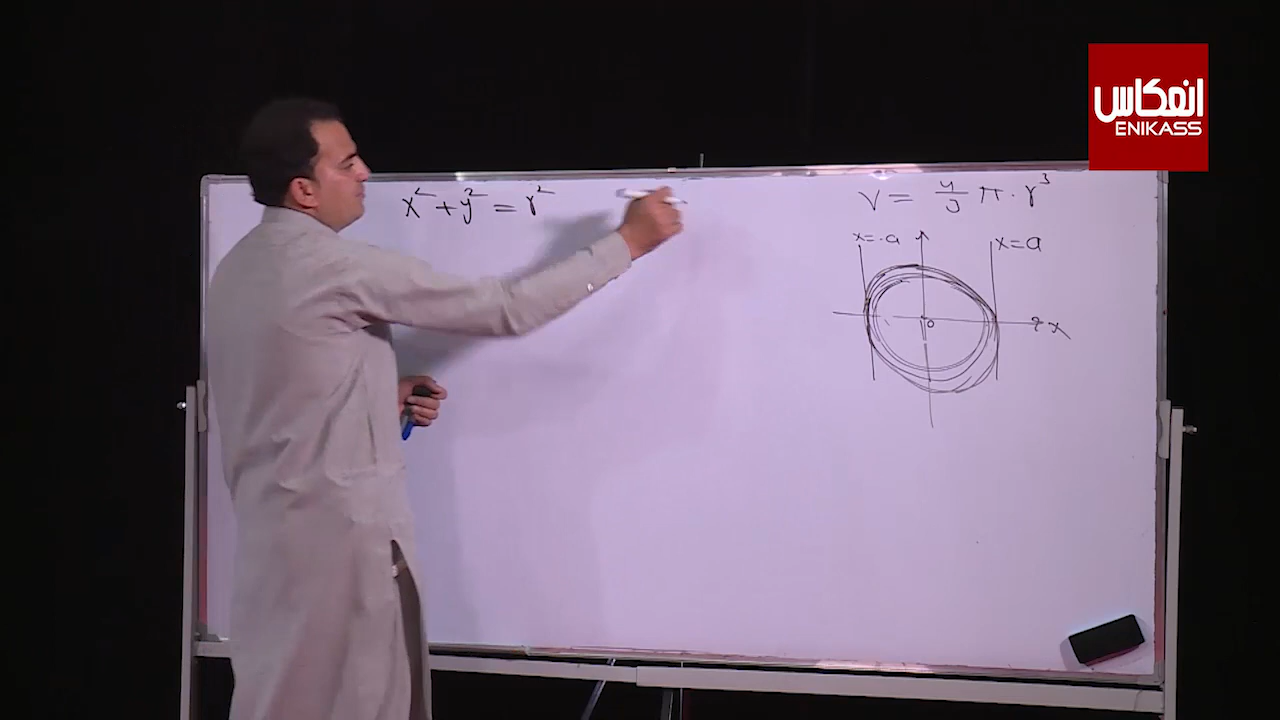 انعکاس
ENIKASS
x² + y² = r²
V = 4/3 π · r³
x = -a
x = a
o
x